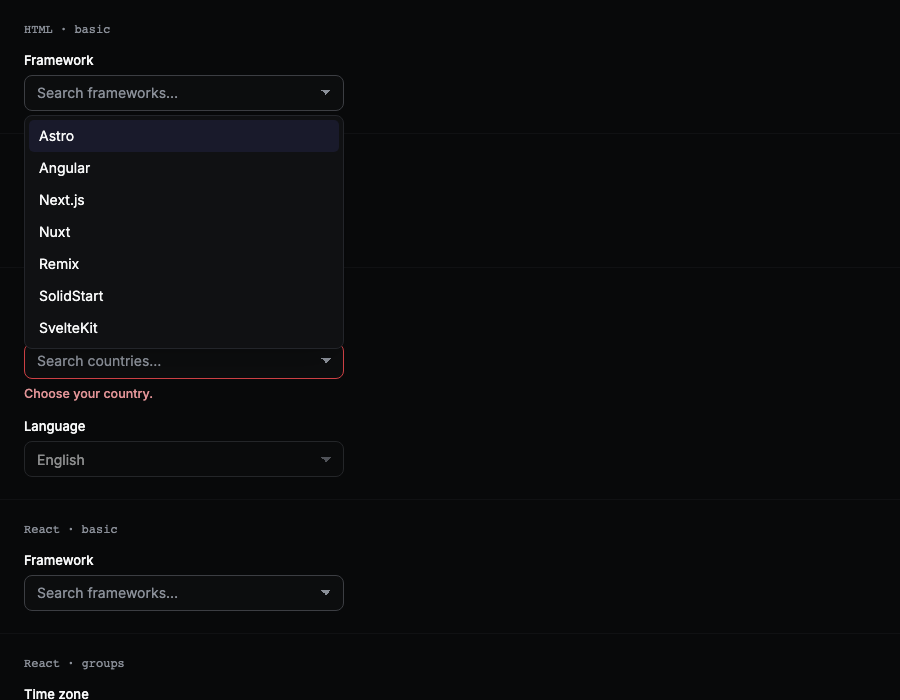 HTML · basic
Framework
Search frameworks...
Astro
Angular
Next.js
Nuxt
Remix
SolidStart
SvelteKit
Search countries...
Choose your country.
Language
English
React · basic
Framework
Search frameworks...
React · groups
Time zone